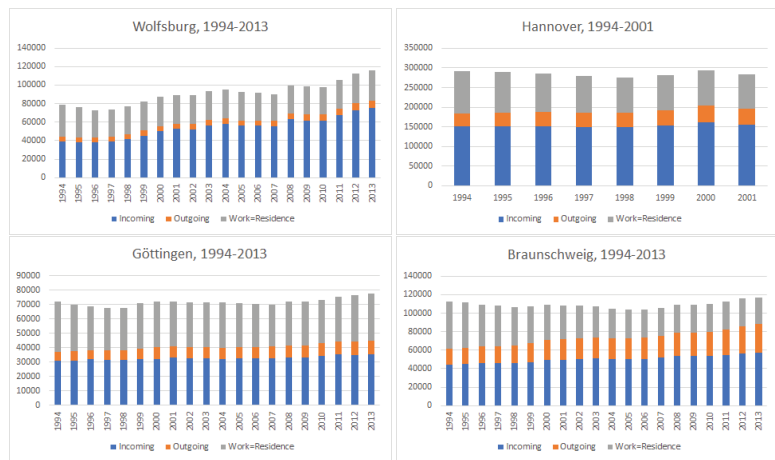 Wolfsburg, 1994-2013
140000
120000
100000
80000
60000
40000
20000
0
1994 1995 1996 1997 1998 1999 2000 2001 2002 2003 2004 2005 2006 2007 2008 2009 2010 2011 2012 2013
Incoming Outgoing Work=Residence
Hannover, 1994-2001
350000
300000
250000
200000
150000
100000
50000
0
1994 1995 1996 1997 1998 1999 2000 2001
Incoming Outgoing Work=Residence
Göttingen, 1994-2013
90000
80000
70000
60000
50000
40000
30000
20000
10000
0
1994 1995 1996 1997 1998 1999 2000 2001 2002 2003 2004 2005 2006 2007 2008 2009 2010 2011 2012 2013
Incoming Outgoing Work=Residence
Braunschweig, 1994-2013
140000
120000
100000
80000
60000
40000
20000
0
1994 1995 1996 1997 1998 1999 2000 2001 2002 2003 2004 2005 2006 2007 2008 2009 2010 2011 2012 2013
Incoming Outgoing Work=Residence